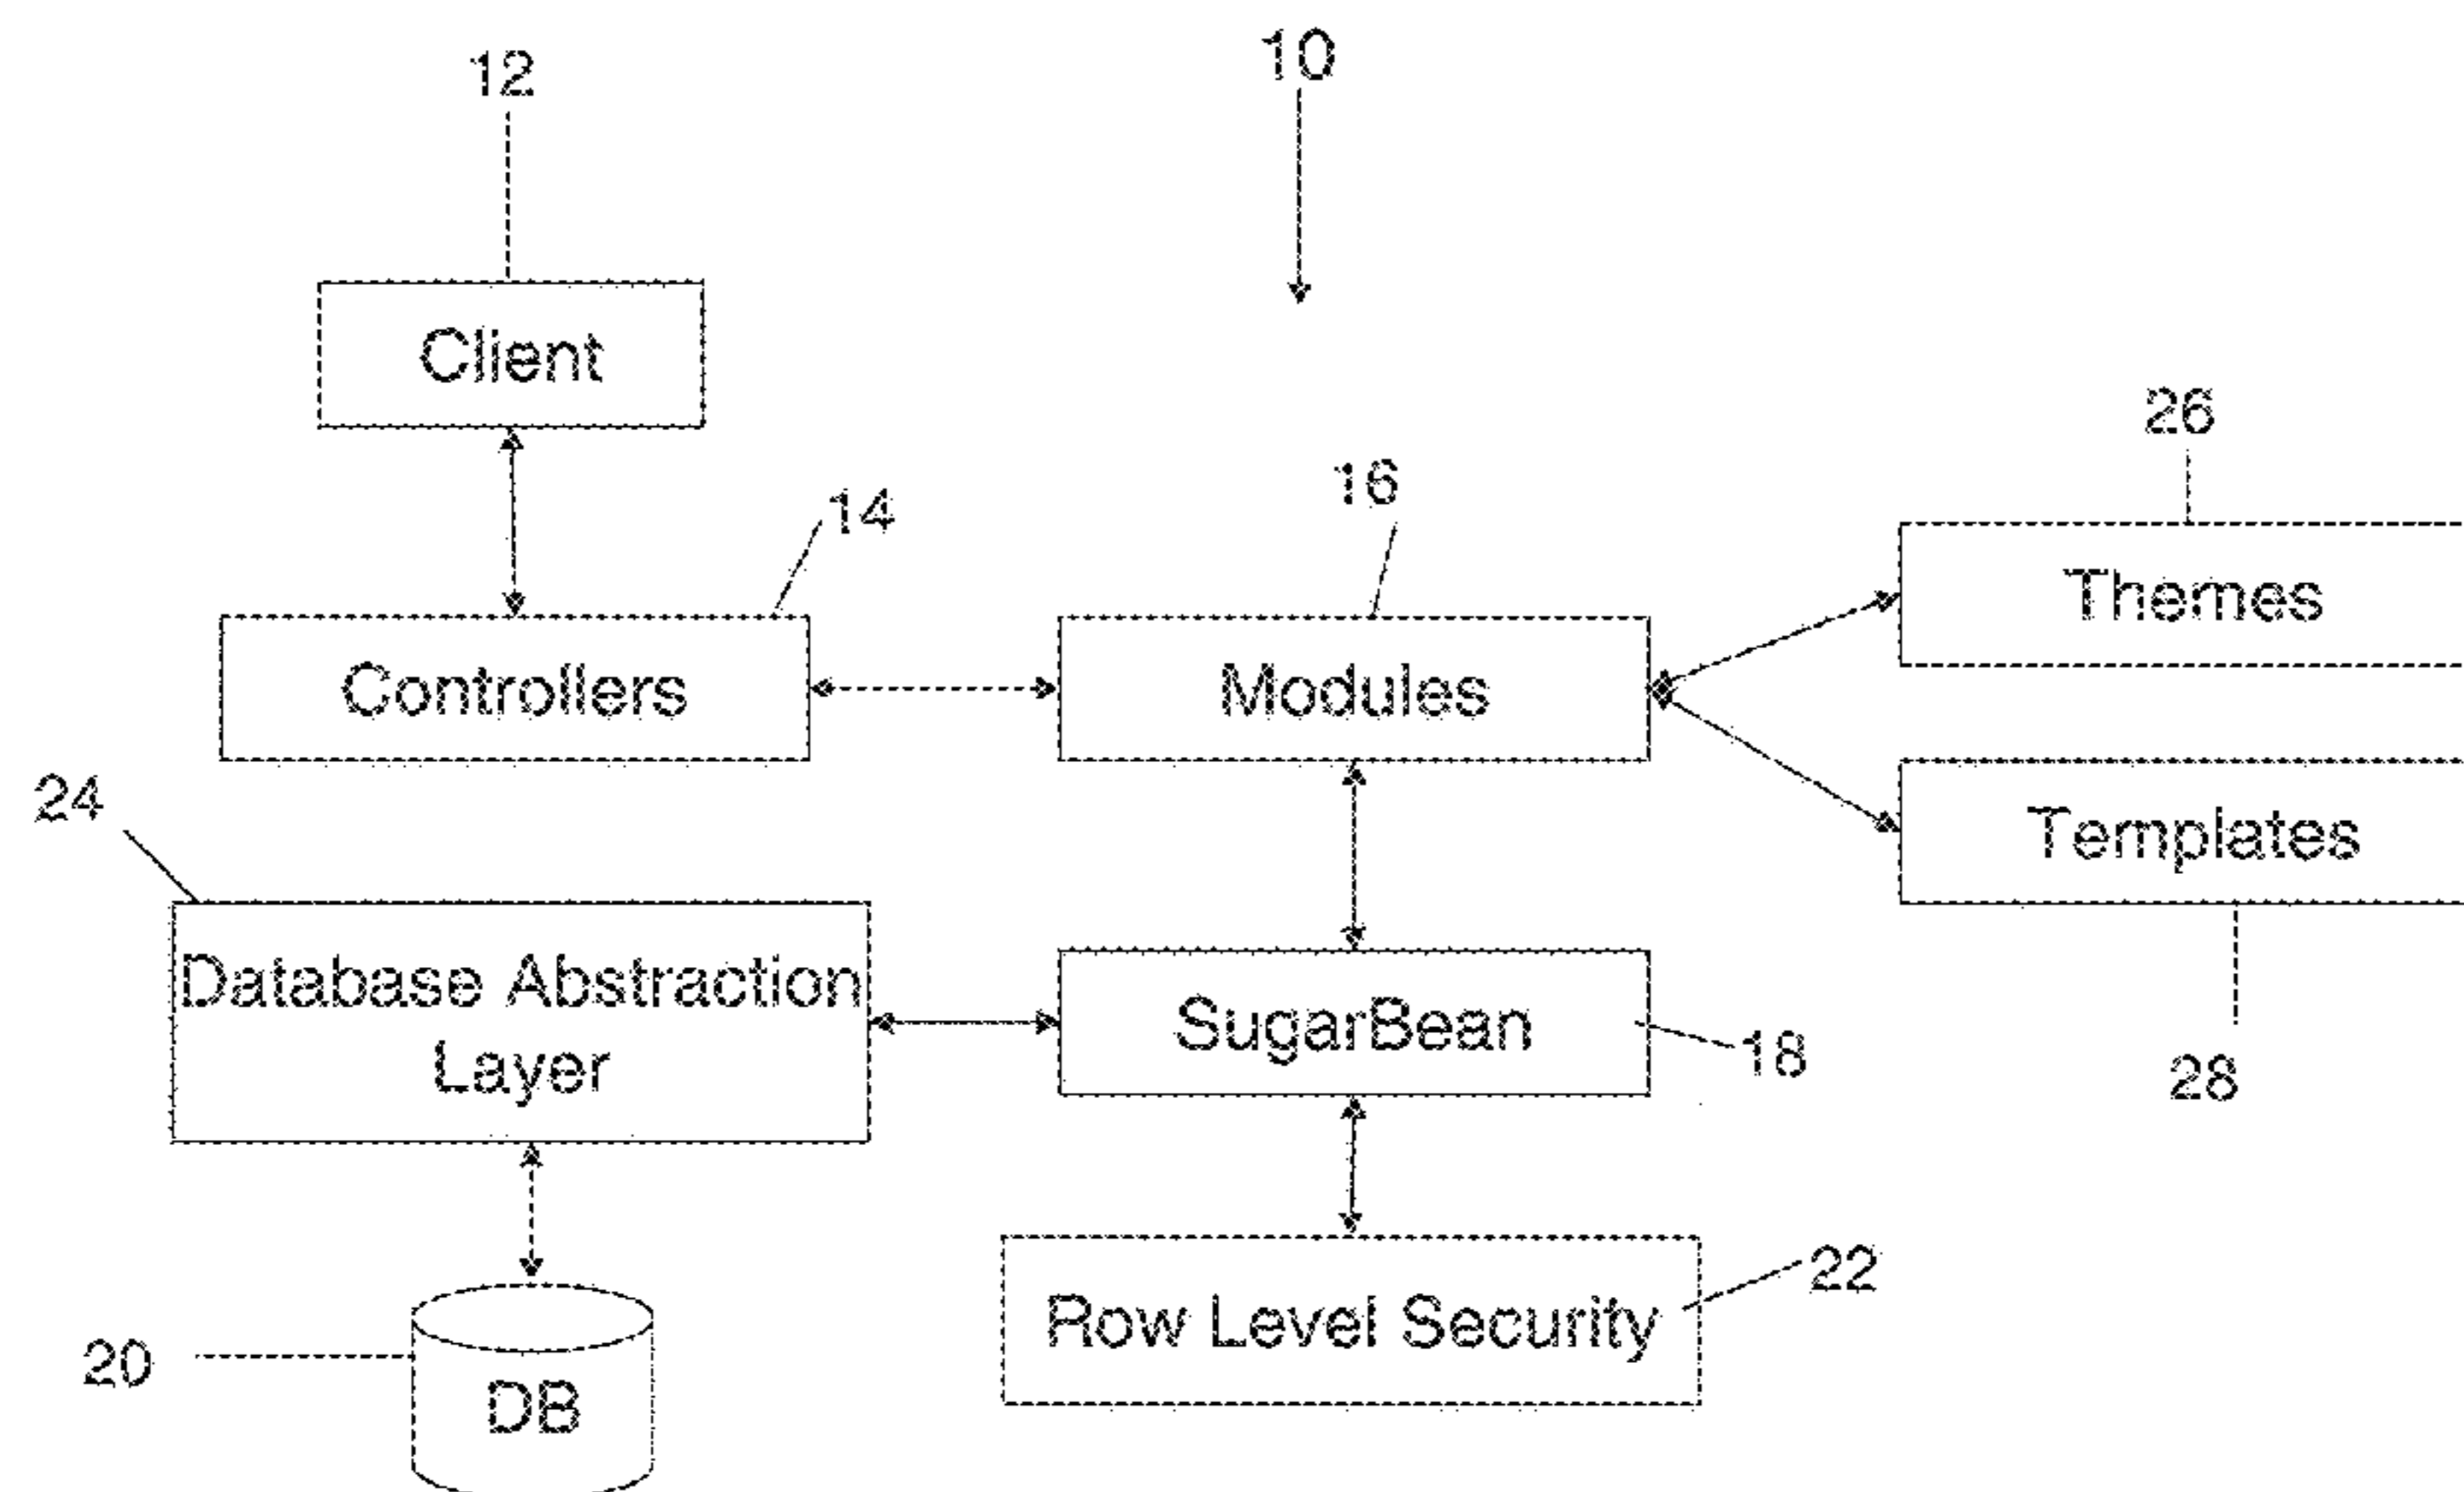 10
12
Client
26
16
14
Themes
Controllers
Modules
24
Templates
Database Abstraction
Layer
SugarBean
18
28
22
Row Level Security
20
DB